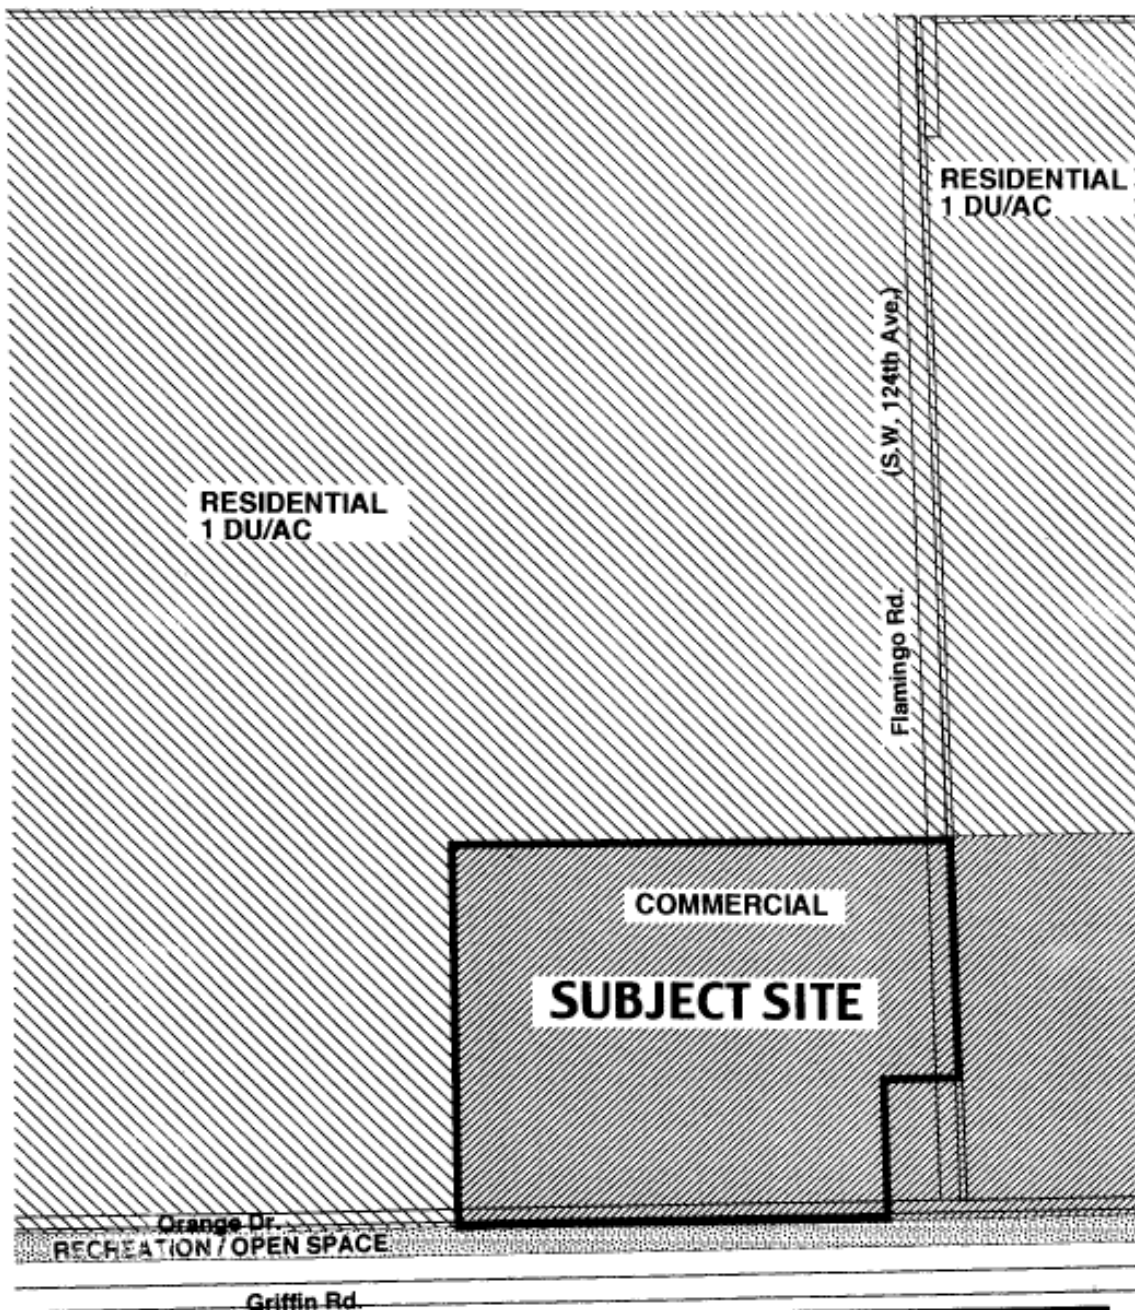 RESIDENTIAL
1 DU/AC
(S.W. 124th Ave.)
RESIDENTIAL
1 DU/AC
Flamingo Rd.
COMMERCIAL
SUBJECT SITE
Orange Dr.
RECREATION / OPEN SPACE
Griffin Rd.